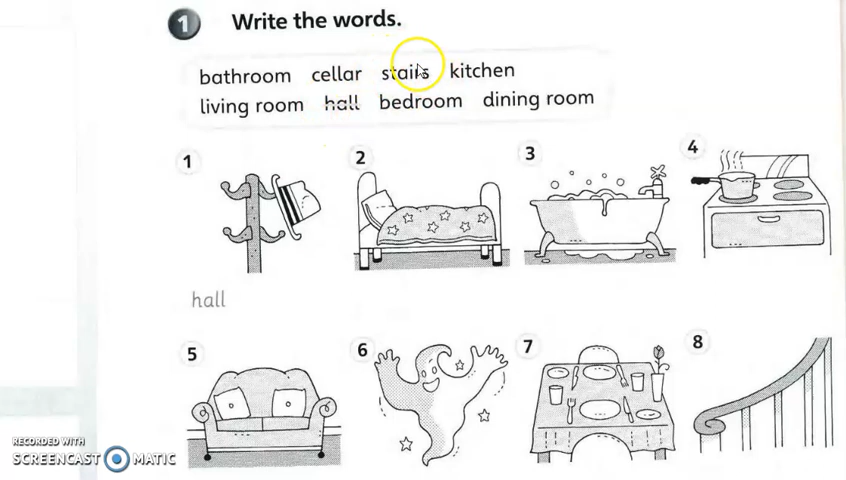 1 Write the words.
bathroom cellar stairs kitchen
living room hall bedroom dining room
1 2 3 4
hall
5 6 7 8
RECORDED WITH
SCREENCAST MATIC